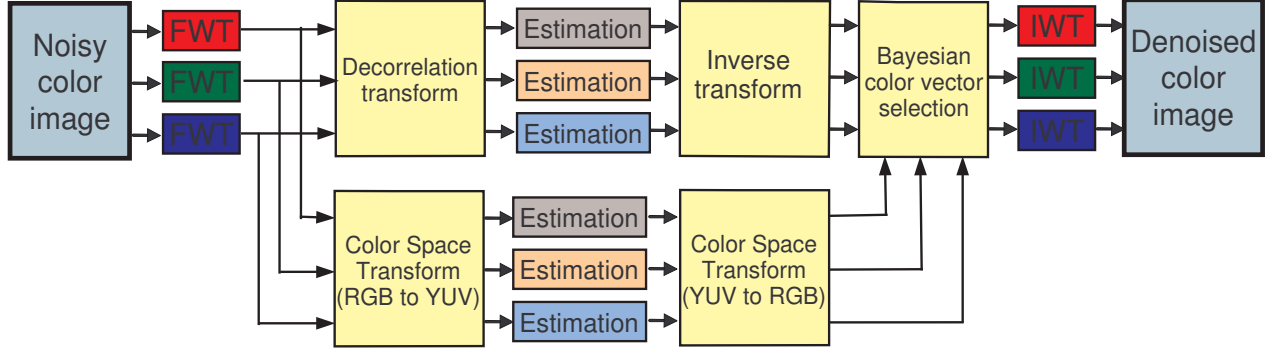 Noisy
color
image
FWT
FWT
FWT
Decorrelation
transform
Estimation
Estimation
Estimation
Inverse
transform
Bayesian
color vector
selection
IWT
IWT
IWT
Denoised
color
image
Color Space
Transform
(RGB to YUV)
Estimation
Estimation
Estimation
Color Space
Transform
(YUV to RGB)